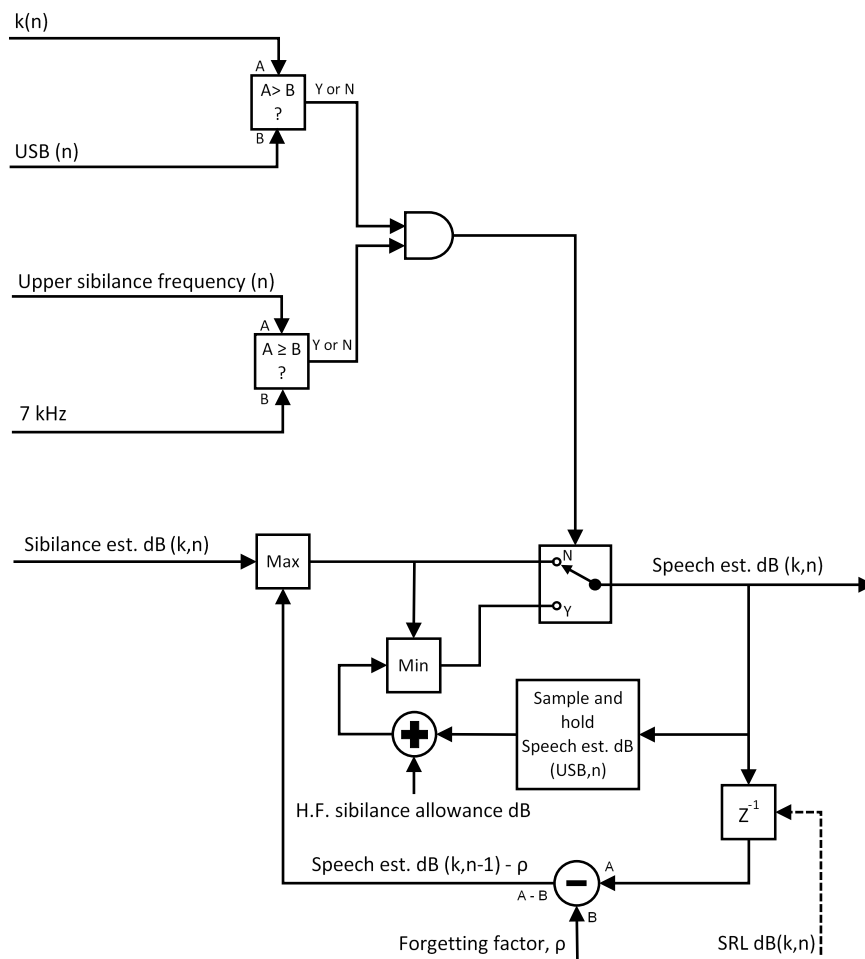 k(n)
A
A> B
?
Y or N
B
USB (n)
Upper sibilance frequency (n)
A
A ≥ B
?
Y or N
B
7 kHz
Sibilance est. dB (k,n)
Max
N
Speech est. dB (k,n)
Y
Min
Sample and
hold
Speech est. dB
(USB,n)
H.F. sibilance allowance dB
Z-1
Speech est. dB (k,n-1) - ρ
A
A - B
B
Forgetting factor, ρ
SRL dB(k,n)